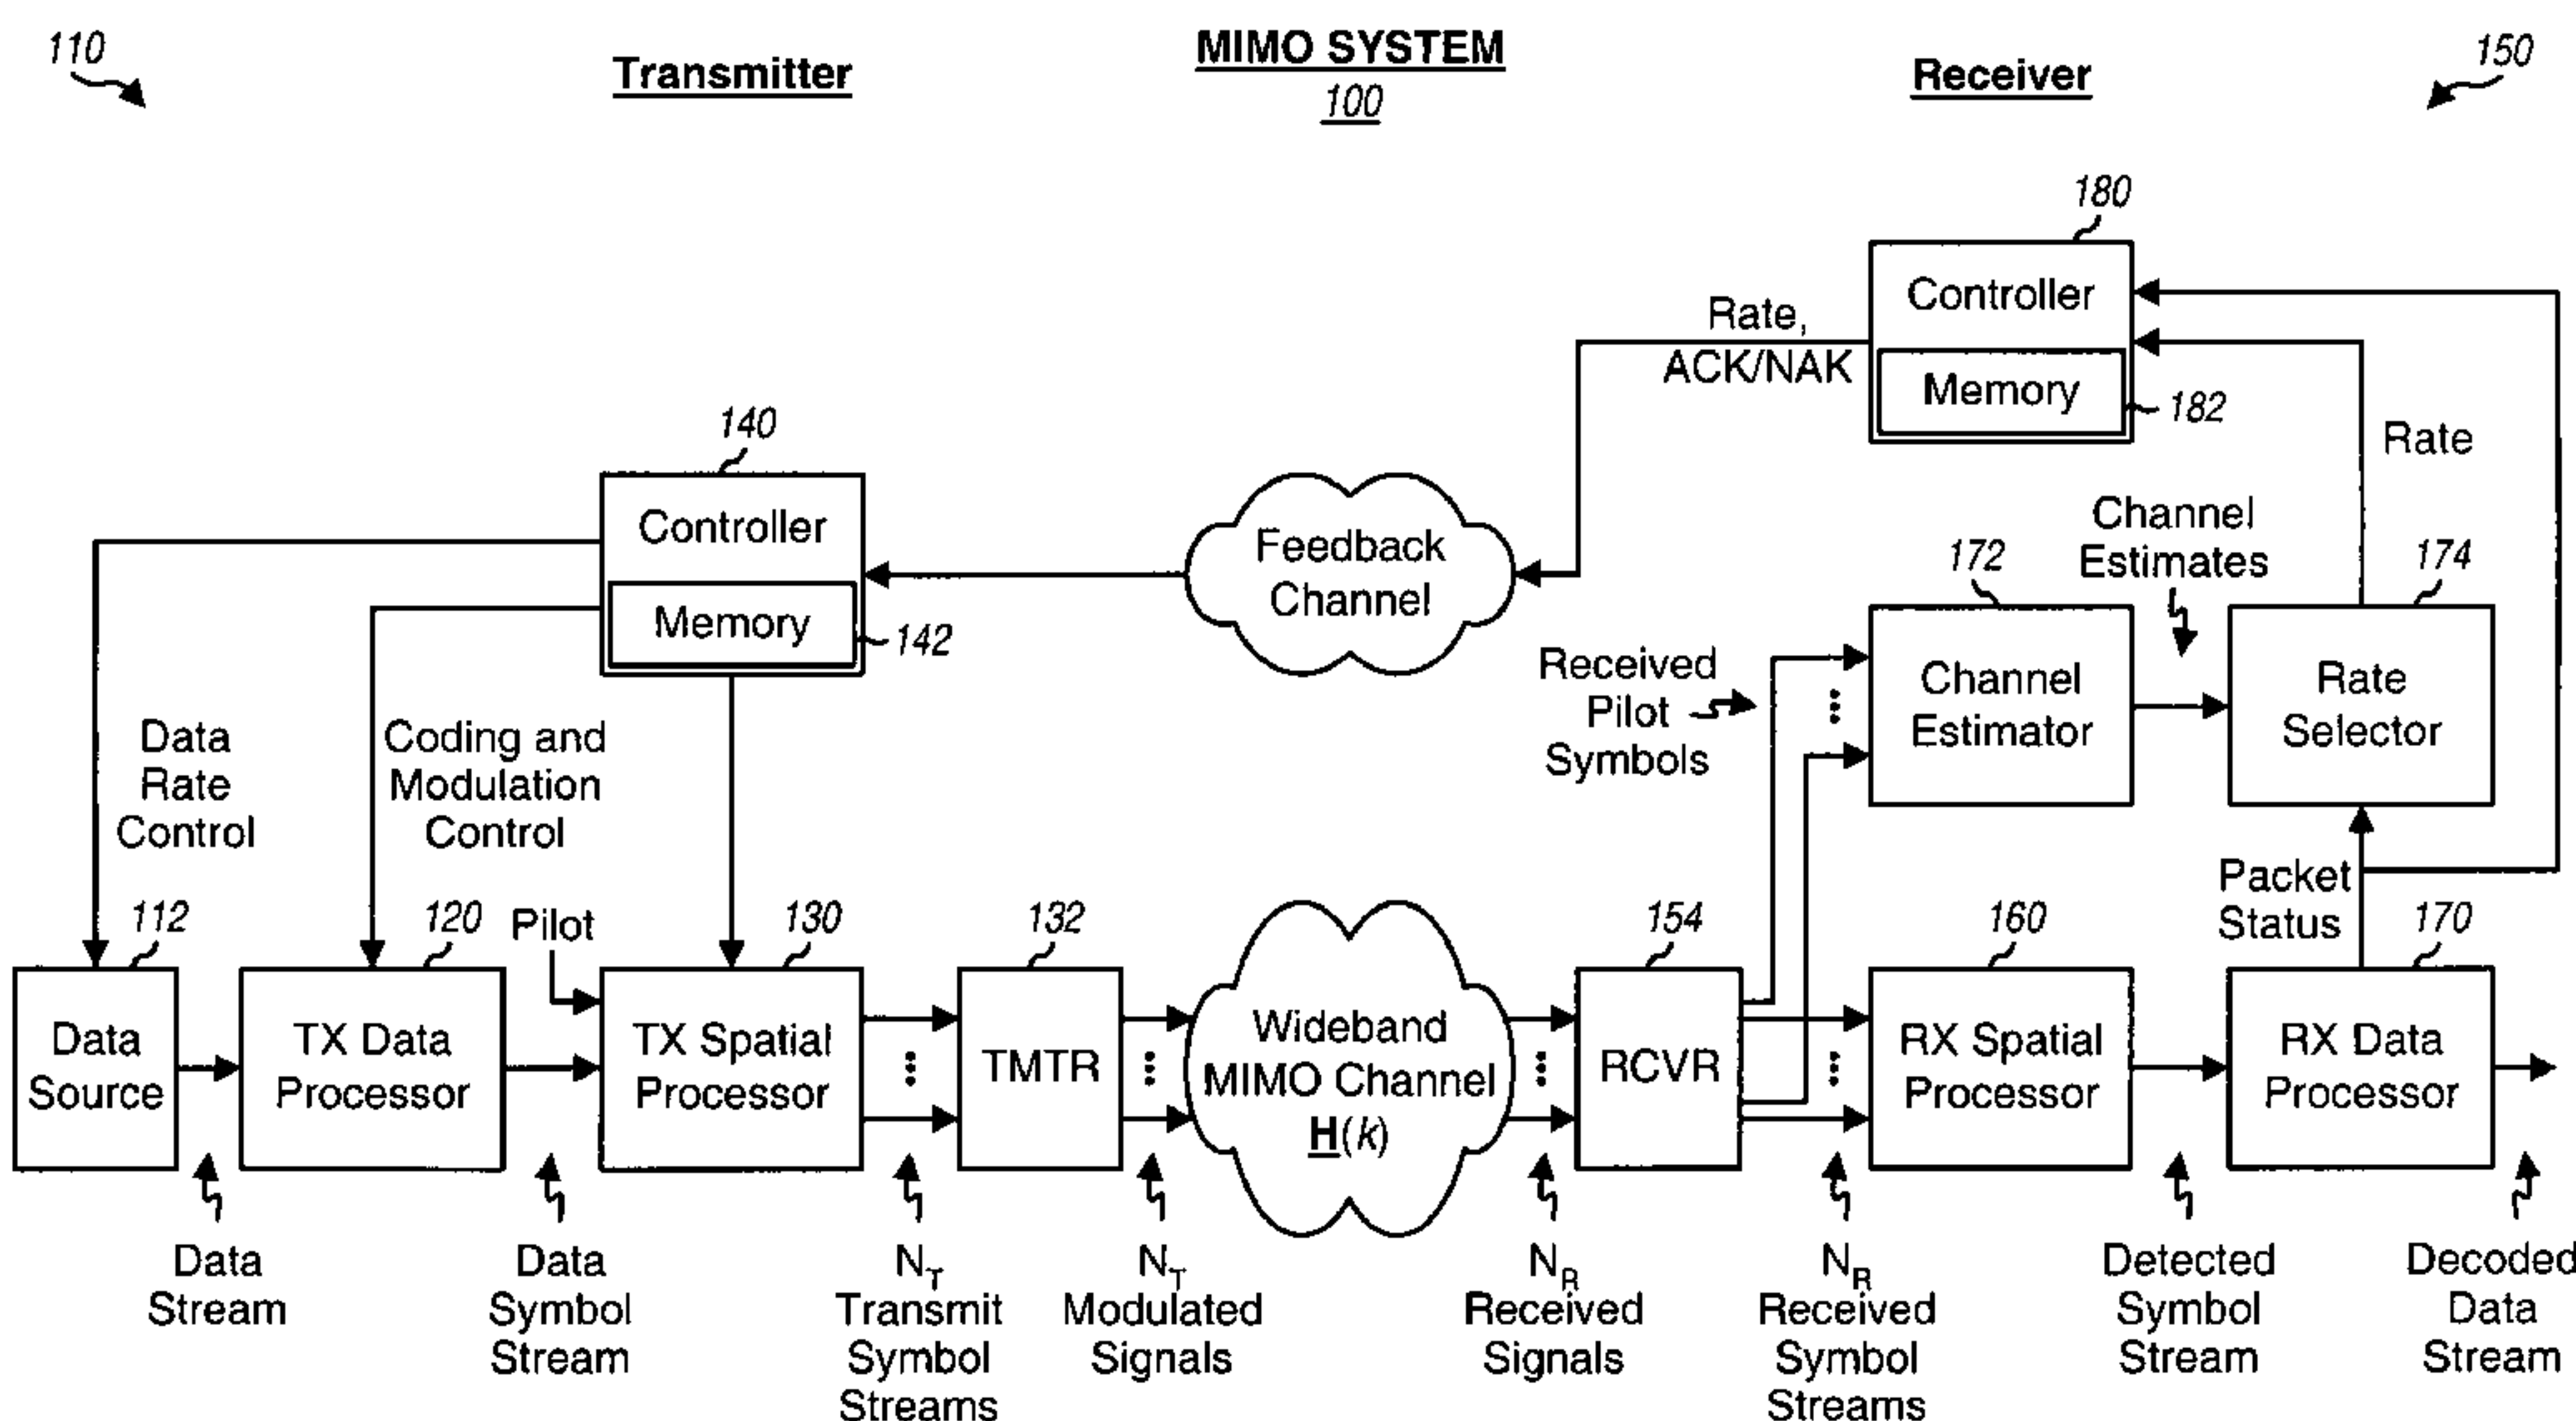 MIMO SYSTEM
100
110
Transmitter
Receiver
150
180
Controller
Memory
182
Rate,
ACK/NAK
Rate
140
Controller
Memory
142
Feedback
Channel
Channel
Estimates
172
Channel
Estimator
174
Rate
Selector
Received
Pilot
Symbols
Data
Rate
Control
Coding and
Modulation
Control
Packet
Status
112
Data
Source
120
TX Data
Processor
Pilot
130
TX Spatial
Processor
132
TMTR
Wideband
MIMO Channel
H(k)
154
RCVR
160
RX Spatial
Processor
170
RX Data
Processor
Data
Stream
Data
Symbol
Stream
N_T
Transmit
Symbol
Streams
N_T
Modulated
Signals
N_R
Received
Signals
N_R
Received
Symbol
Streams
Detected
Symbol
Stream
Decoded
Data
Stream